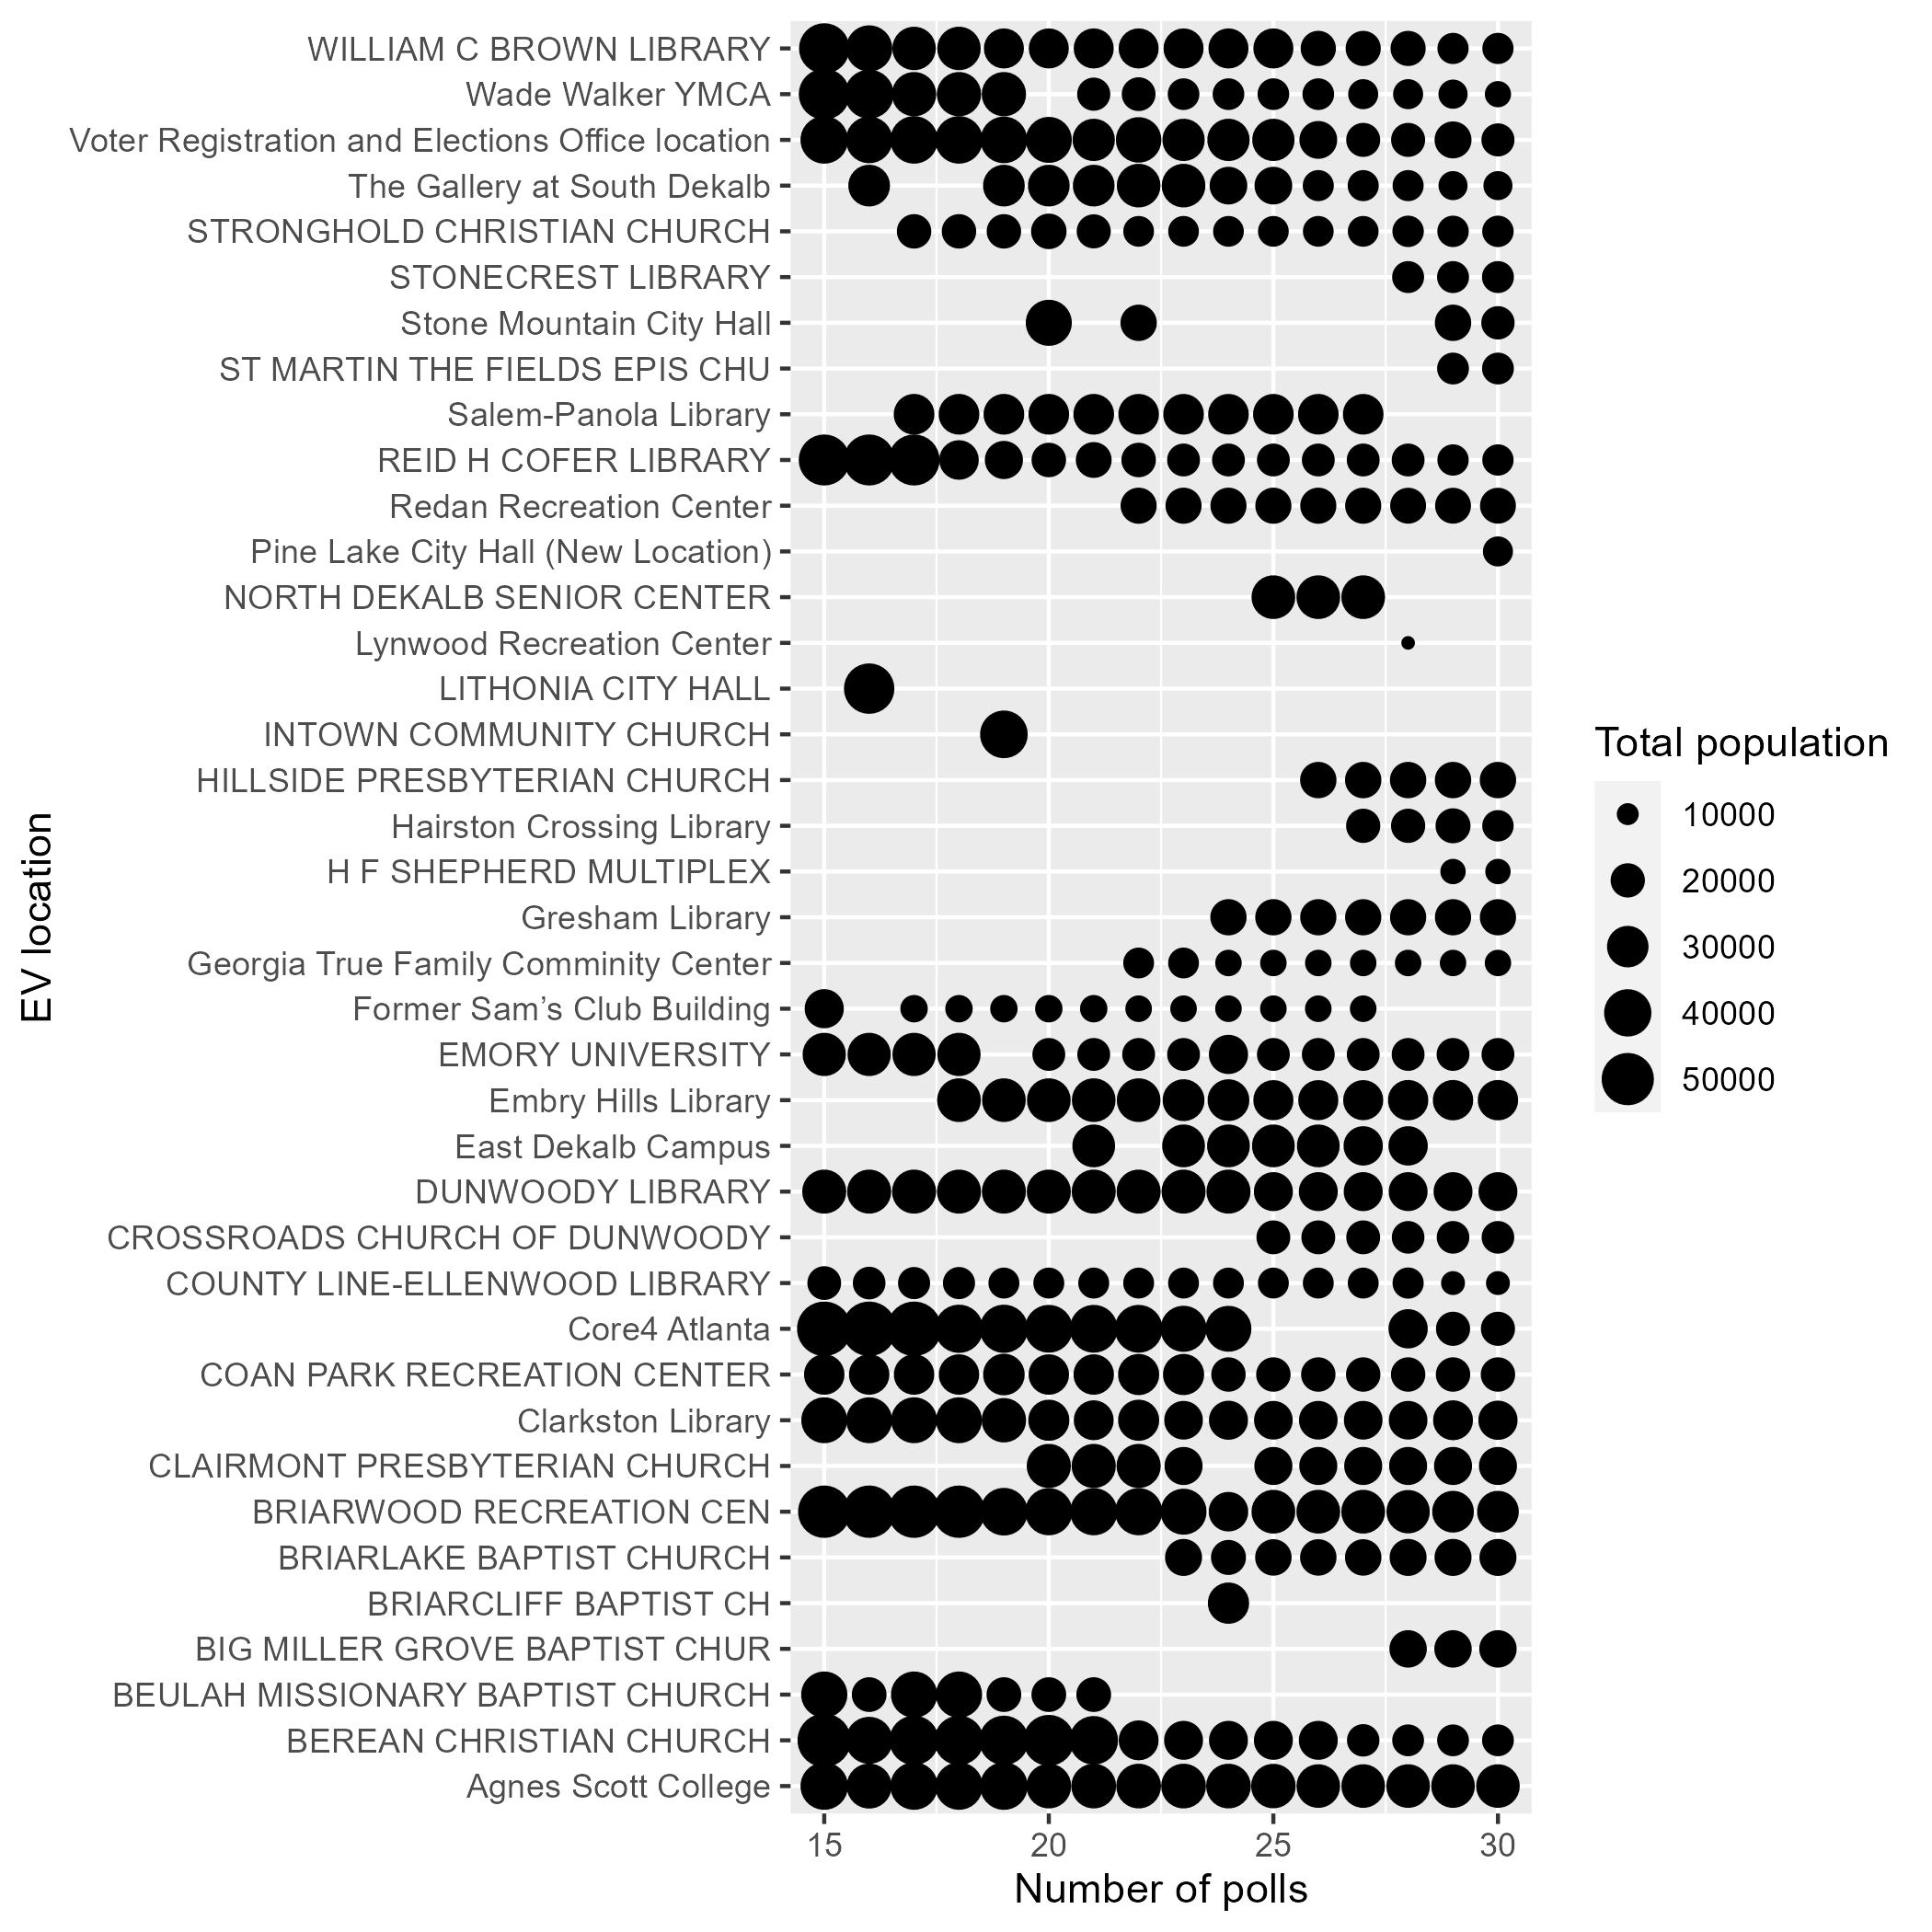 WILLIAM C BROWN LIBRARY
Wade Walker YMCA
Voter Registration and Elections Office location
The Gallery at South Dekalb
STRONGHOLD CHRISTIAN CHURCH
STONECREST LIBRARY
Stone Mountain City Hall
ST MARTIN THE FIELDS EPIS CHU
Salem-Panola Library
REID H COFER LIBRARY
Redan Recreation Center
Pine Lake City Hall (New Location)
NORTH DEKALB SENIOR CENTER
Lynwood Recreation Center
LITHONIA CITY HALL
INTOWN COMMUNITY CHURCH
HILLSIDE PRESBYTERIAN CHURCH
Hairston Crossing Library
H F SHEPHERD MULTIPLEX
Gresham Library
Georgia True Family Comminity Center
Former Sam’s Club Building
EMORY UNIVERSITY
Embry Hills Library
East Dekalb Campus
DUNWOODY LIBRARY
CROSSROADS CHURCH OF DUNWOODY
COUNTY LINE-ELLENWOOD LIBRARY
Core4 Atlanta
COAN PARK RECREATION CENTER
Clarkston Library
CLAIRMONT PRESBYTERIAN CHURCH
BRIARWOOD RECREATION CEN
BRIARLAKE BAPTIST CHURCH
BRIARCLIFF BAPTIST CH
BIG MILLER GROVE BAPTIST CHUR
BEULAH MISSIONARY BAPTIST CHURCH
BEREAN CHRISTIAN CHURCH
Agnes Scott College
EV location
15 20 25 30
Number of polls
Total population
10000
20000
30000
40000
50000